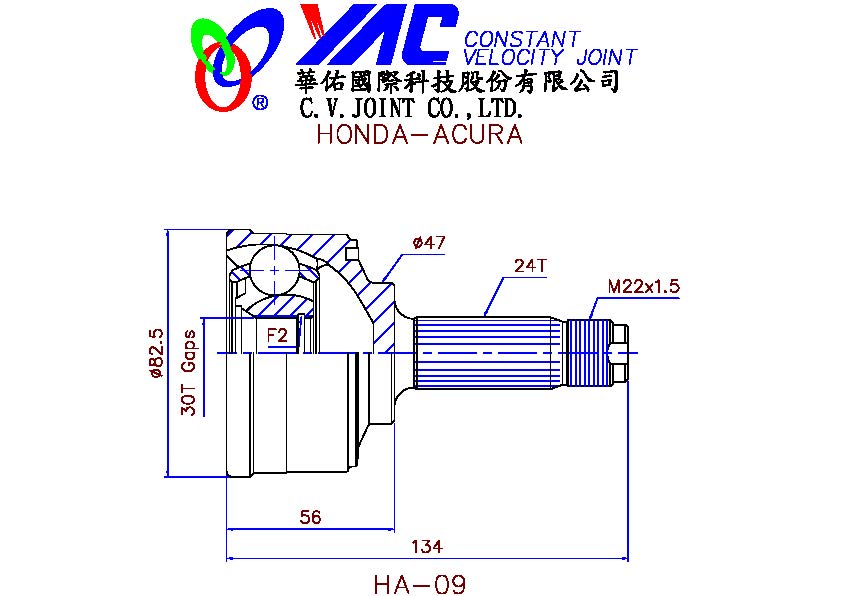 YAC CONSTANT
VELOCITY JOINT
華佑國際科技股份有限公司
®
C.V.JOINT CO.,LTD.
HONDA-ACURA
ø47
24T
M22x1.5
F2
ø82.5
30T Gaps
56
134
HA-09